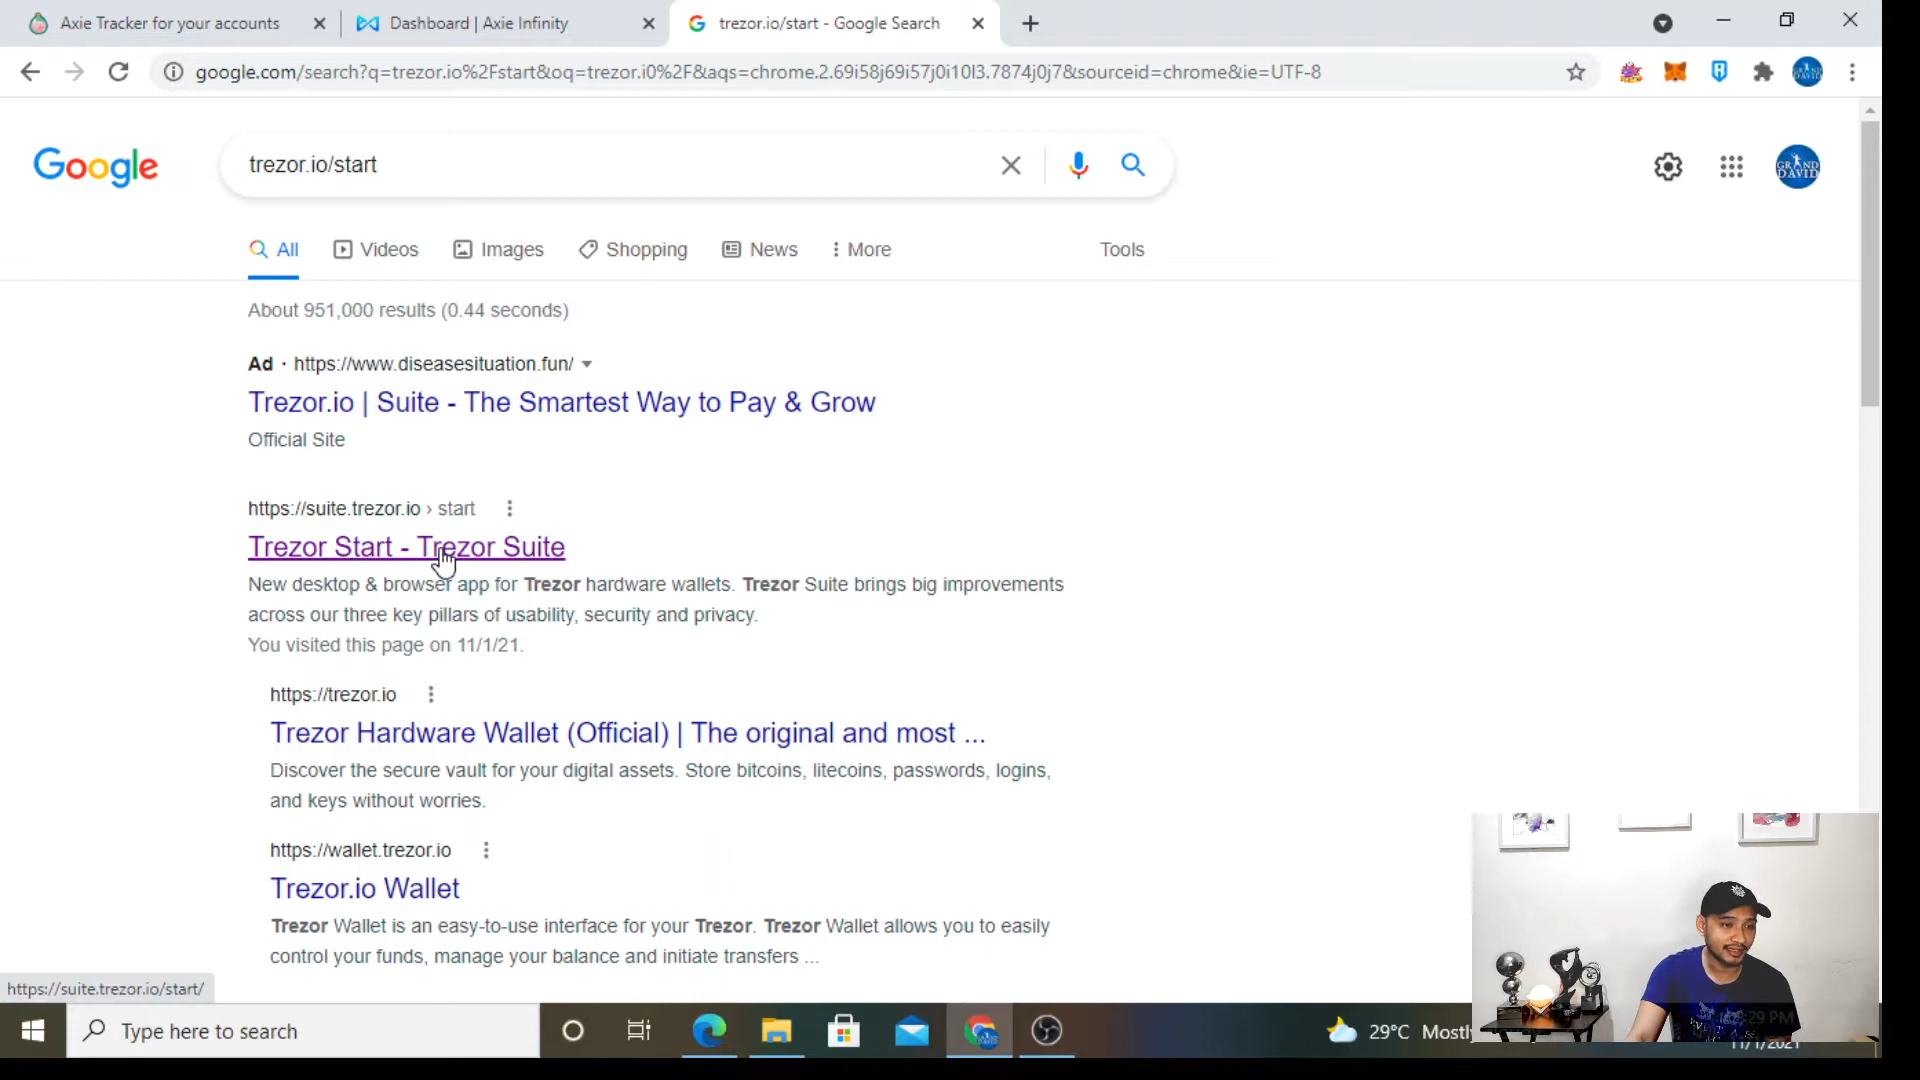 Axie Tracker for your accounts
Dashboard | Axie Infinity
trezor.io/start - Google Search
google.com/search?q=trezor.io%2Fstart&oq=trezor.i0%2F&aqs=chrome.2.69i58j69i57j0i10l3.7874j0j7&sourceid=chrome&ie=UTF-8
Google
trezor.io/start
GRAND DAVID
All Videos Images Shopping News More Tools
About 951,000 results (0.44 seconds)
Ad · https://www.diseasesituation.fun/
Trezor.io | Suite - The Smartest Way to Pay & Grow
Official Site
https://suite.trezor.io › start
Trezor Start - Trezor Suite
New desktop & browser app for Trezor hardware wallets. Trezor Suite brings big improvements
across our three key pillars of usability, security and privacy.
You visited this page on 11/1/21.
https://trezor.io
Trezor Hardware Wallet (Official) | The original and most ...
Discover the secure vault for your digital assets. Store bitcoins, litecoins, passwords, logins,
and keys without worries.
https://wallet.trezor.io
Trezor.io Wallet
Trezor Wallet is an easy-to-use interface for your Trezor. Trezor Wallet allows you to easily
control your funds, manage your balance and initiate transfers ...
https://suite.trezor.io/start/
Type here to search
29°C Mostly
11/1/2021